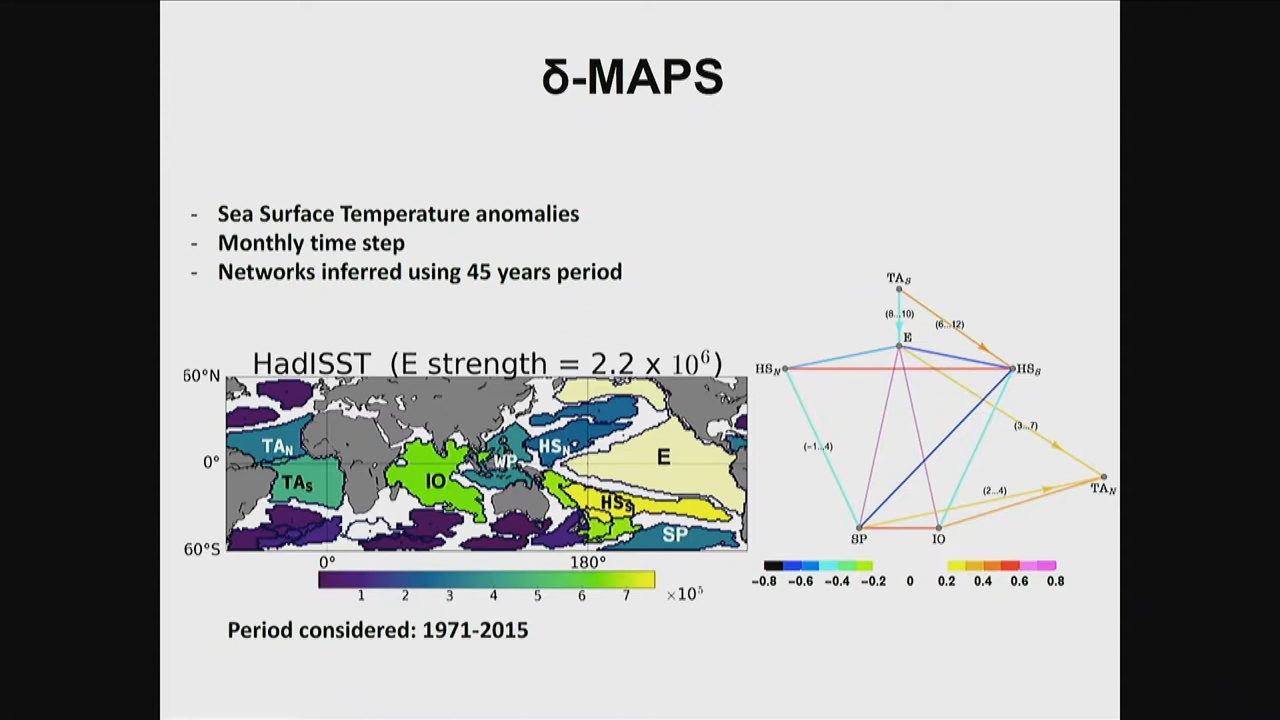 δ-MAPS
- Sea Surface Temperature anomalies
- Monthly time step
- Networks inferred using 45 years period
HadISST (E strength = 2.2 x 10⁶)
60°N
0°
60°S
TA_N
TA_S
IO
WP
HS_N
E
HS_S
SP
0° 180°
1 2 3 4 5 6 7 ×10⁵
Period considered: 1971-2015
TA_S
(8...10)
(6...12)
E
HS_N
HS_S
(3...7)
(-1...4)
(2...4)
TA_N
SP IO
-0.8 -0.6 -0.4 -0.2 0 0.2 0.4 0.6 0.8